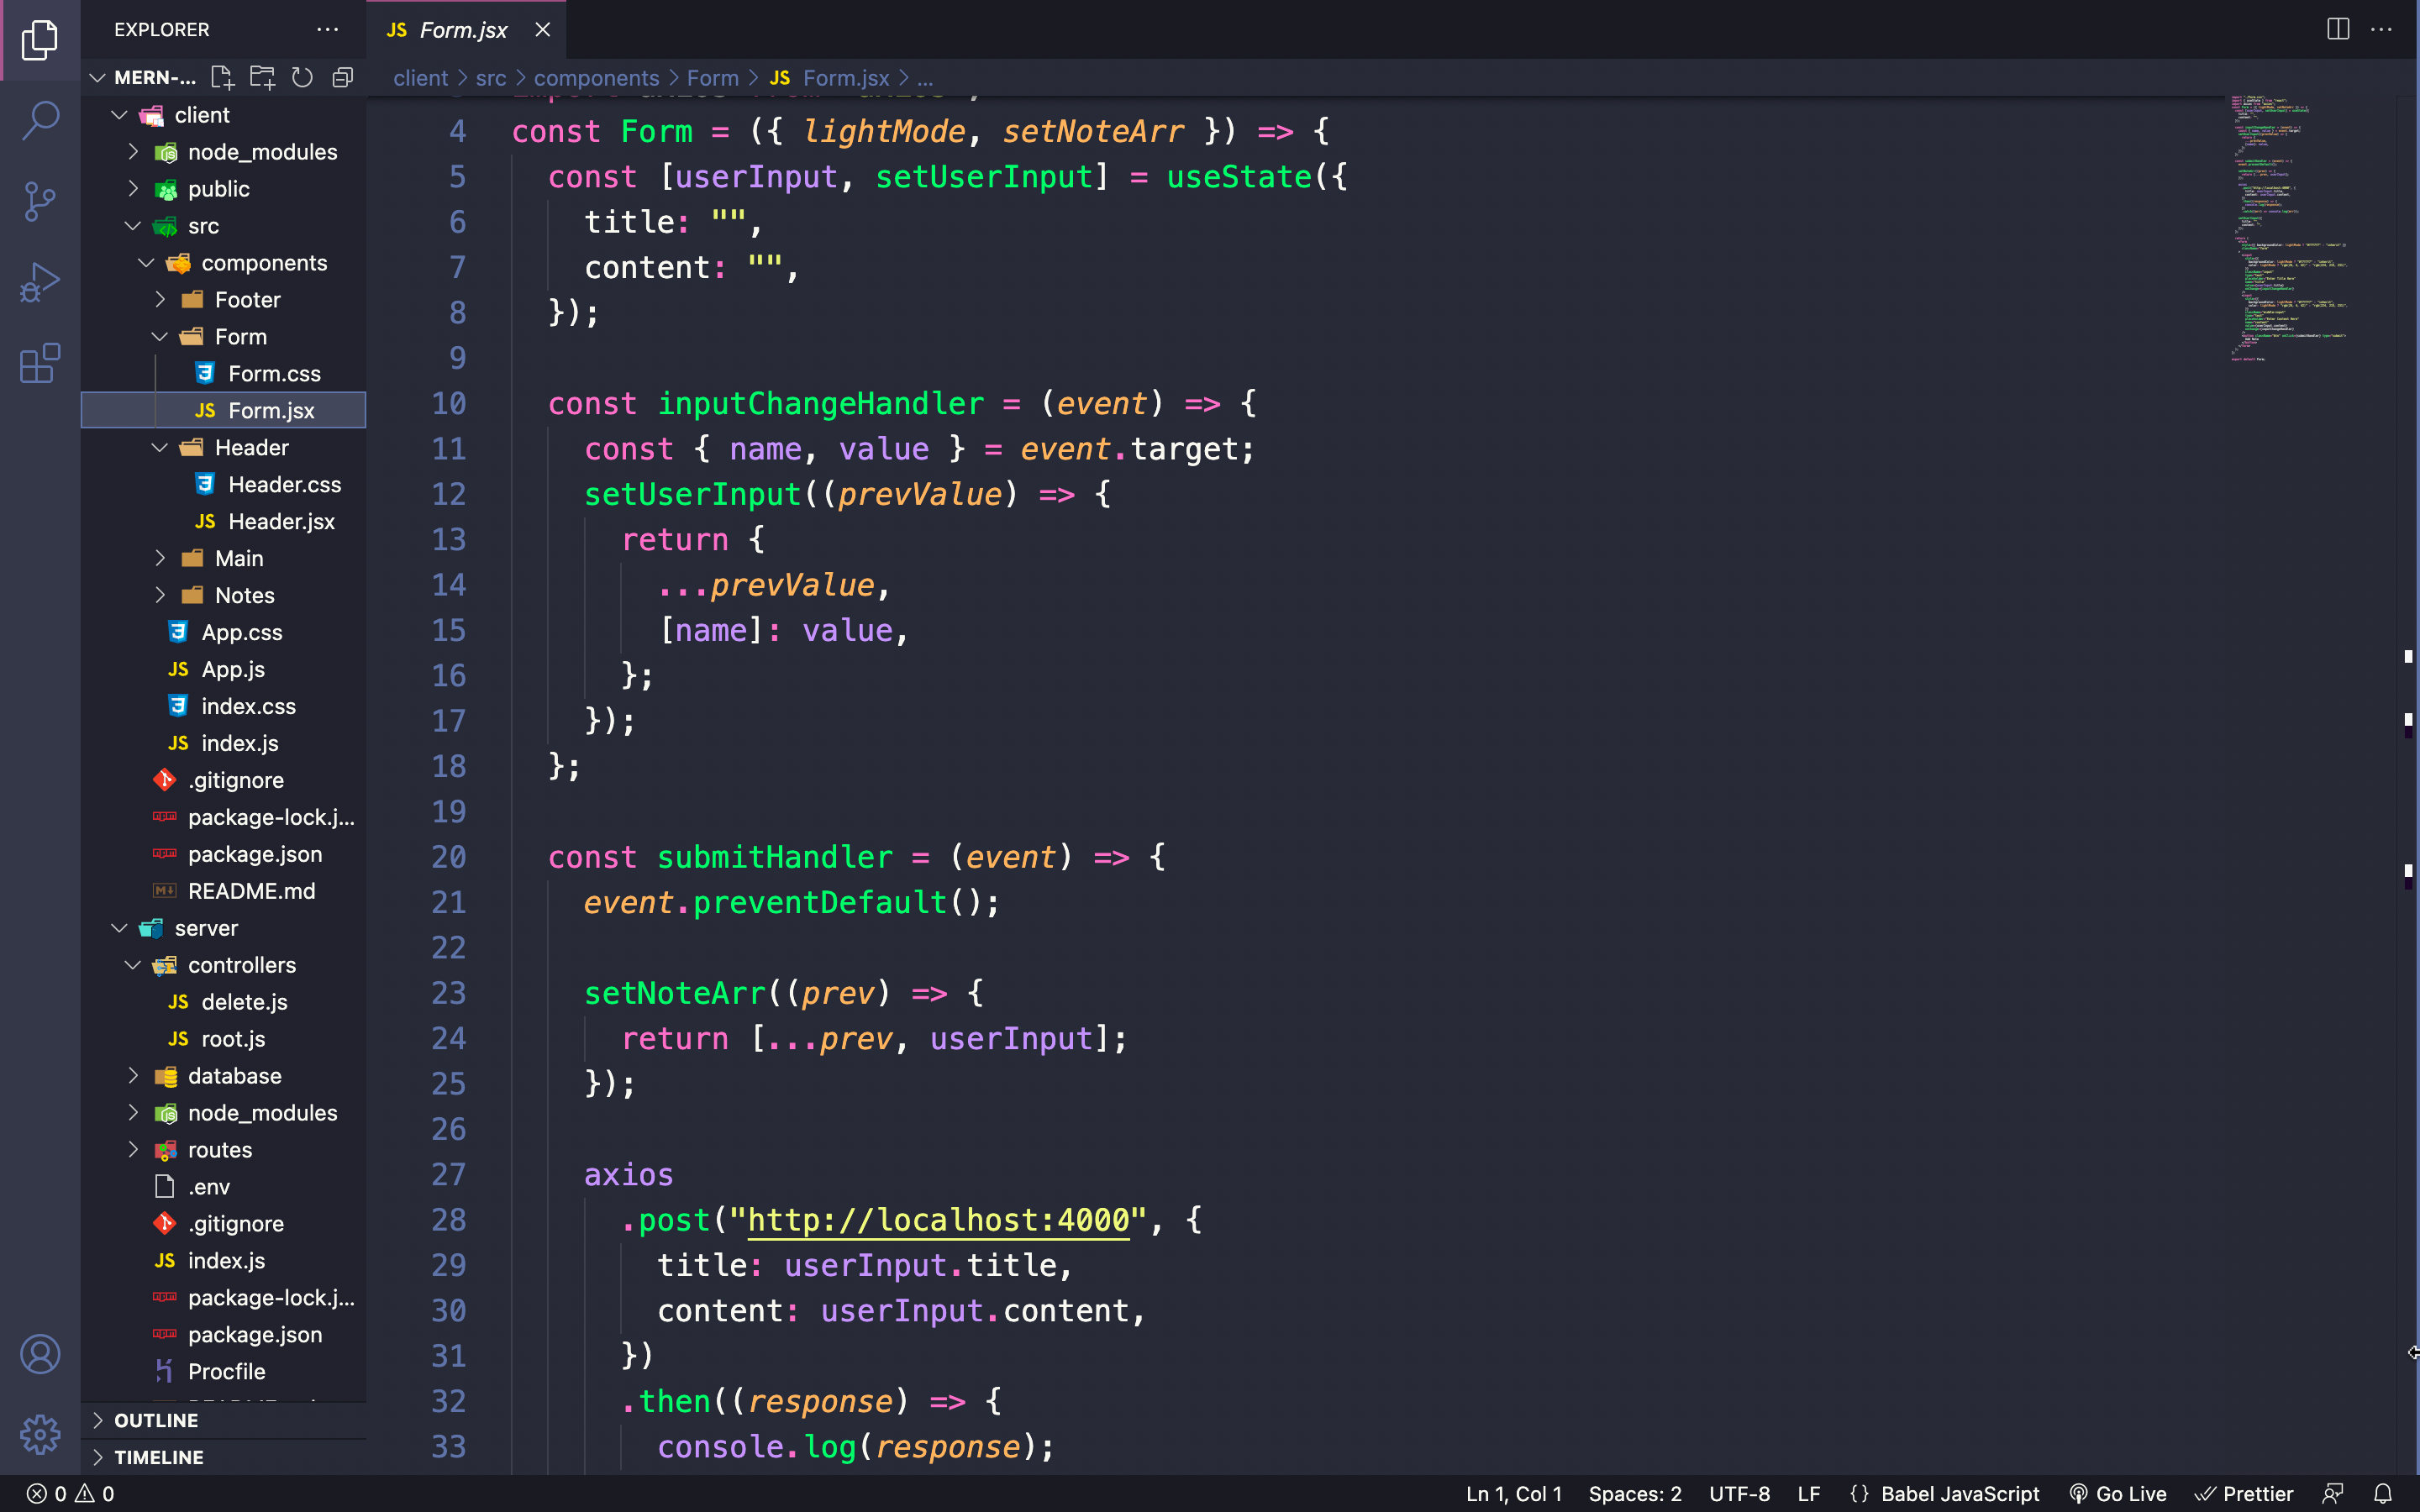 EXPLORER
MERN-...
client
node_modules
public
src
components
Footer
Form
Form.css
Form.jsx
Header
Header.css
Header.jsx
Main
Notes
App.css
App.js
index.css
index.js
.gitignore
package-lock.j...
package.json
README.md
server
controllers
delete.js
root.js
database
node_modules
routes
.env
.gitignore
index.js
package-lock.j...
package.json
Procfile
OUTLINE
TIMELINE
JS Form.jsx
client > src > components > Form > JS Form.jsx > ...
4 const Form = ({ lightMode, setNoteArr }) => {
5 const [userInput, setUserInput] = useState({
6 title: "",
7 content: "",
8 });
9
10 const inputChangeHandler = (event) => {
11 const { name, value } = event.target;
12 setUserInput((prevValue) => {
13 return {
14 ...prevValue,
15 [name]: value,
16 };
17 });
18 };
19
20 const submitHandler = (event) => {
21 event.preventDefault();
22
23 setNoteArr((prev) => {
24 return [...prev, userInput];
25 });
26
27 axios
28 .post("http://localhost:4000", {
29 title: userInput.title,
30 content: userInput.content,
31 })
32 .then((response) => {
33 console.log(response);
0 0
Ln 1, Col 1 Spaces: 2 UTF-8 LF {} Babel JavaScript Go Live Prettier